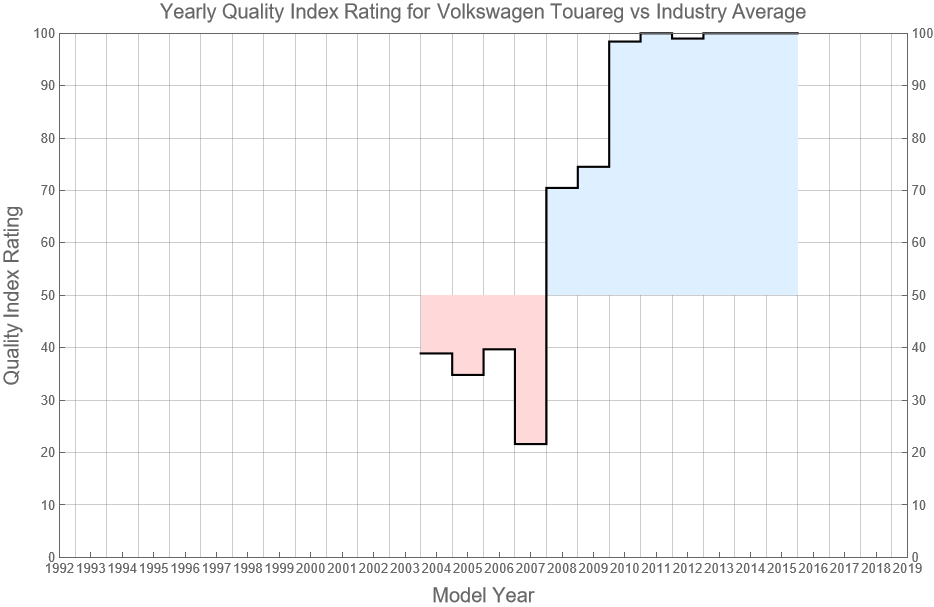 Yearly Quality Index Rating for Volkswagen Touareg vs Industry Average
100 100
90 90
80 80
70 70
60 60
50 50
40 40
30 30
20 20
10 10
0 0
Quality Index Rating
1992 1993 1994 1995 1996 1997 1998 1999 2000 2001 2002 2003 2004 2005 2006 2007 2008 2009 2010 2011 2012 2013 2014 2015 2016 2017 2018 2019
Model Year